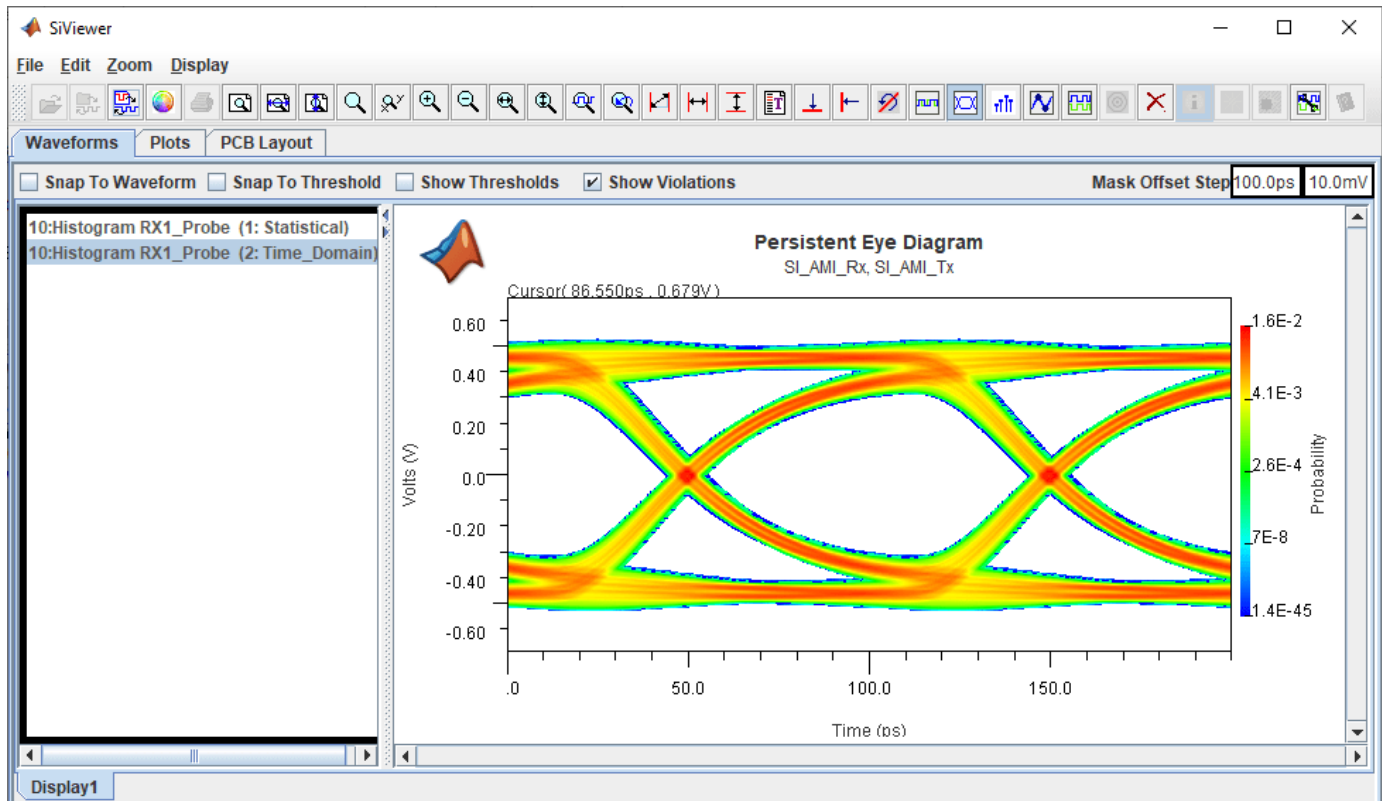 SiViewer
File Edit Zoom Display
Waveforms Plots PCB Layout
Snap To Waveform Snap To Threshold Show Thresholds Show Violations Mask Offset Step 100.0ps 10.0mV
10:Histogram RX1_Probe (1: Statistical)
10:Histogram RX1_Probe (2: Time_Domain)
Persistent Eye Diagram
SI_AMI_Rx, SI_AMI_Tx
Cursor( 86.550ps , 0.679V )
0.60
0.40
0.20
0.0
-0.20
-0.40
-0.60
Volts (V)
.0 50.0 100.0 150.0
Time (ps)
1.6E-2
4.1E-3
2.6E-4
7E-8
1.4E-45
Probability
Display1